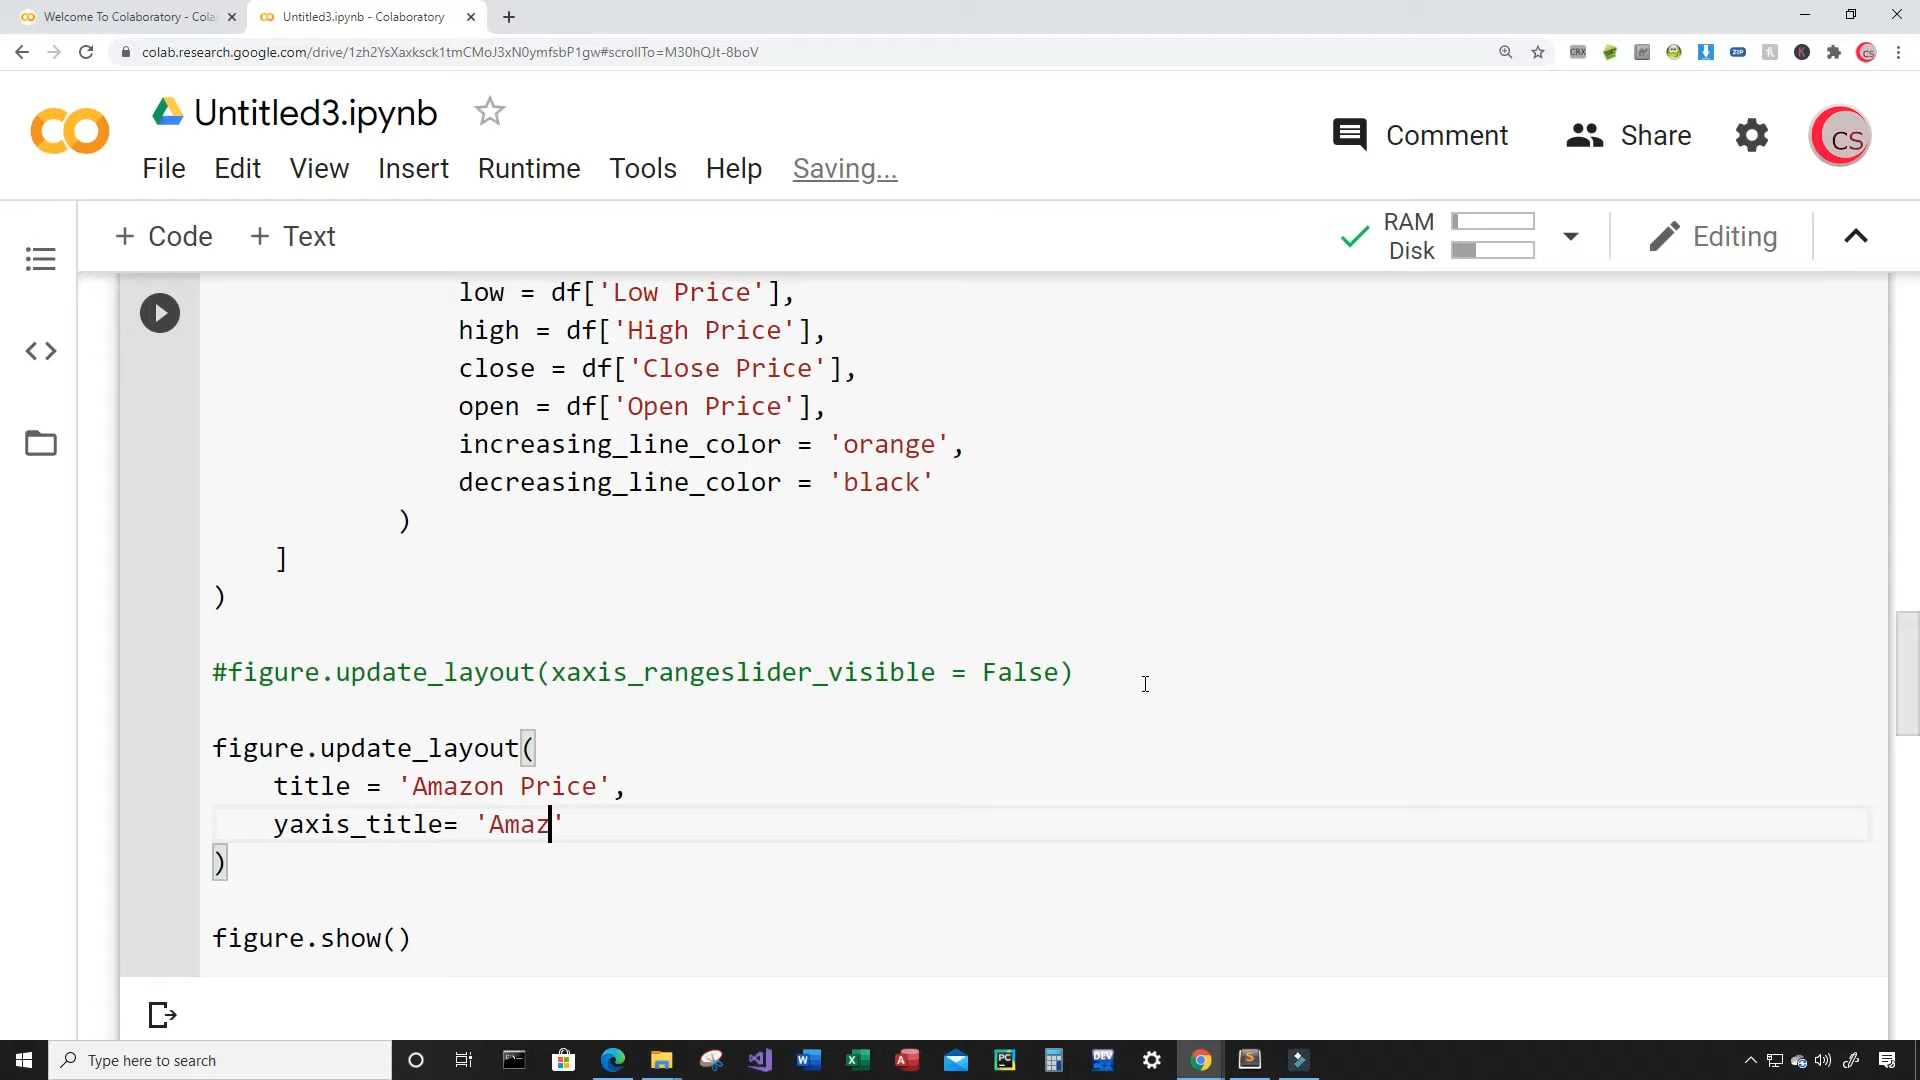 Welcome To Colaboratory - Cola
Untitled3.ipynb - Colaboratory
colab.research.google.com/drive/1zh2YsXaxksck1tmCMoJ3xN0ymfsbP1gw#scrollTo=M30hQJt-8boV
Untitled3.ipynb
Comment
Share
CS
File Edit View Insert Runtime Tools Help Saving...
+ Code + Text
RAM
Disk
Editing
low = df['Low Price'],
high = df['High Price'],
close = df['Close Price'],
open = df['Open Price'],
increasing_line_color = 'orange',
decreasing_line_color = 'black'
)
]
)
#figure.update_layout(xaxis_rangeslider_visible = False)
figure.update_layout(
title = 'Amazon Price',
yaxis_title= 'Amaz'
)
figure.show()
Type here to search